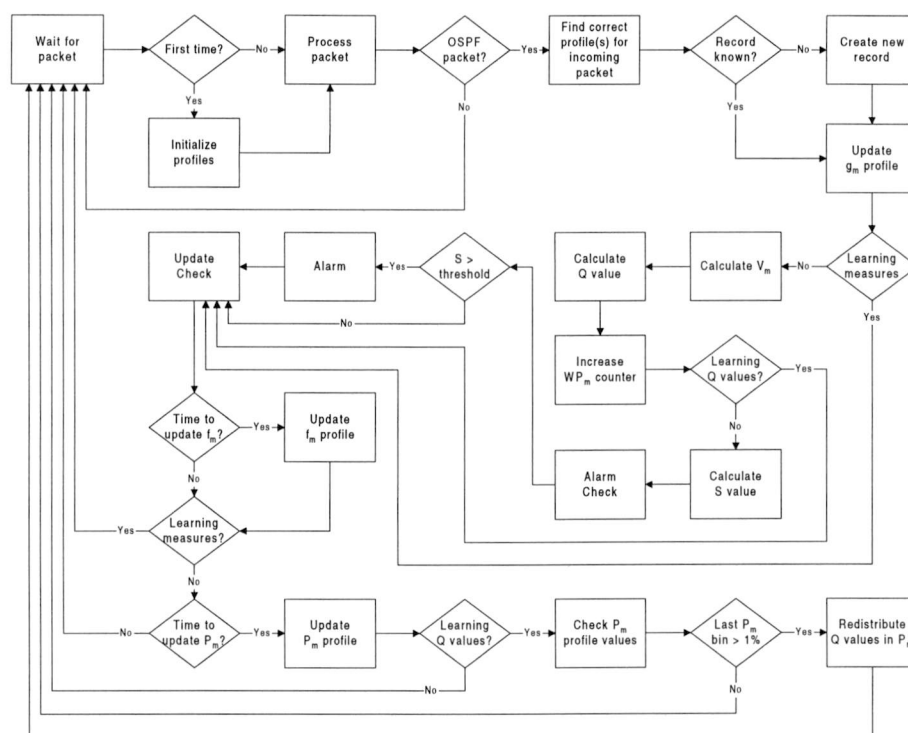 Wait for
packet
First time?
No
Process
packet
OSPF
packet?
Yes
Find correct
profile(s) for
incoming
packet
Record
known?
No
Create new
record
Yes
Initialize
profiles
No
Yes
Update
gm profile
Update
Check
Alarm
Yes
S >
threshold
No
Calculate
Q value
Calculate Vm
No
Learning
measures
Yes
Increase
WPm counter
Learning
Q values?
Yes
No
Time to
update fm?
Yes
Update
fm profile
No
Alarm
Check
Calculate
S value
Yes
Learning
measures?
No
No
Time to
update Pm?
Yes
Update
Pm profile
Learning
Q values?
Yes
Check Pm
profile values
Last Pm
bin > 1%
Yes
Redistribute
Q values in
No
No